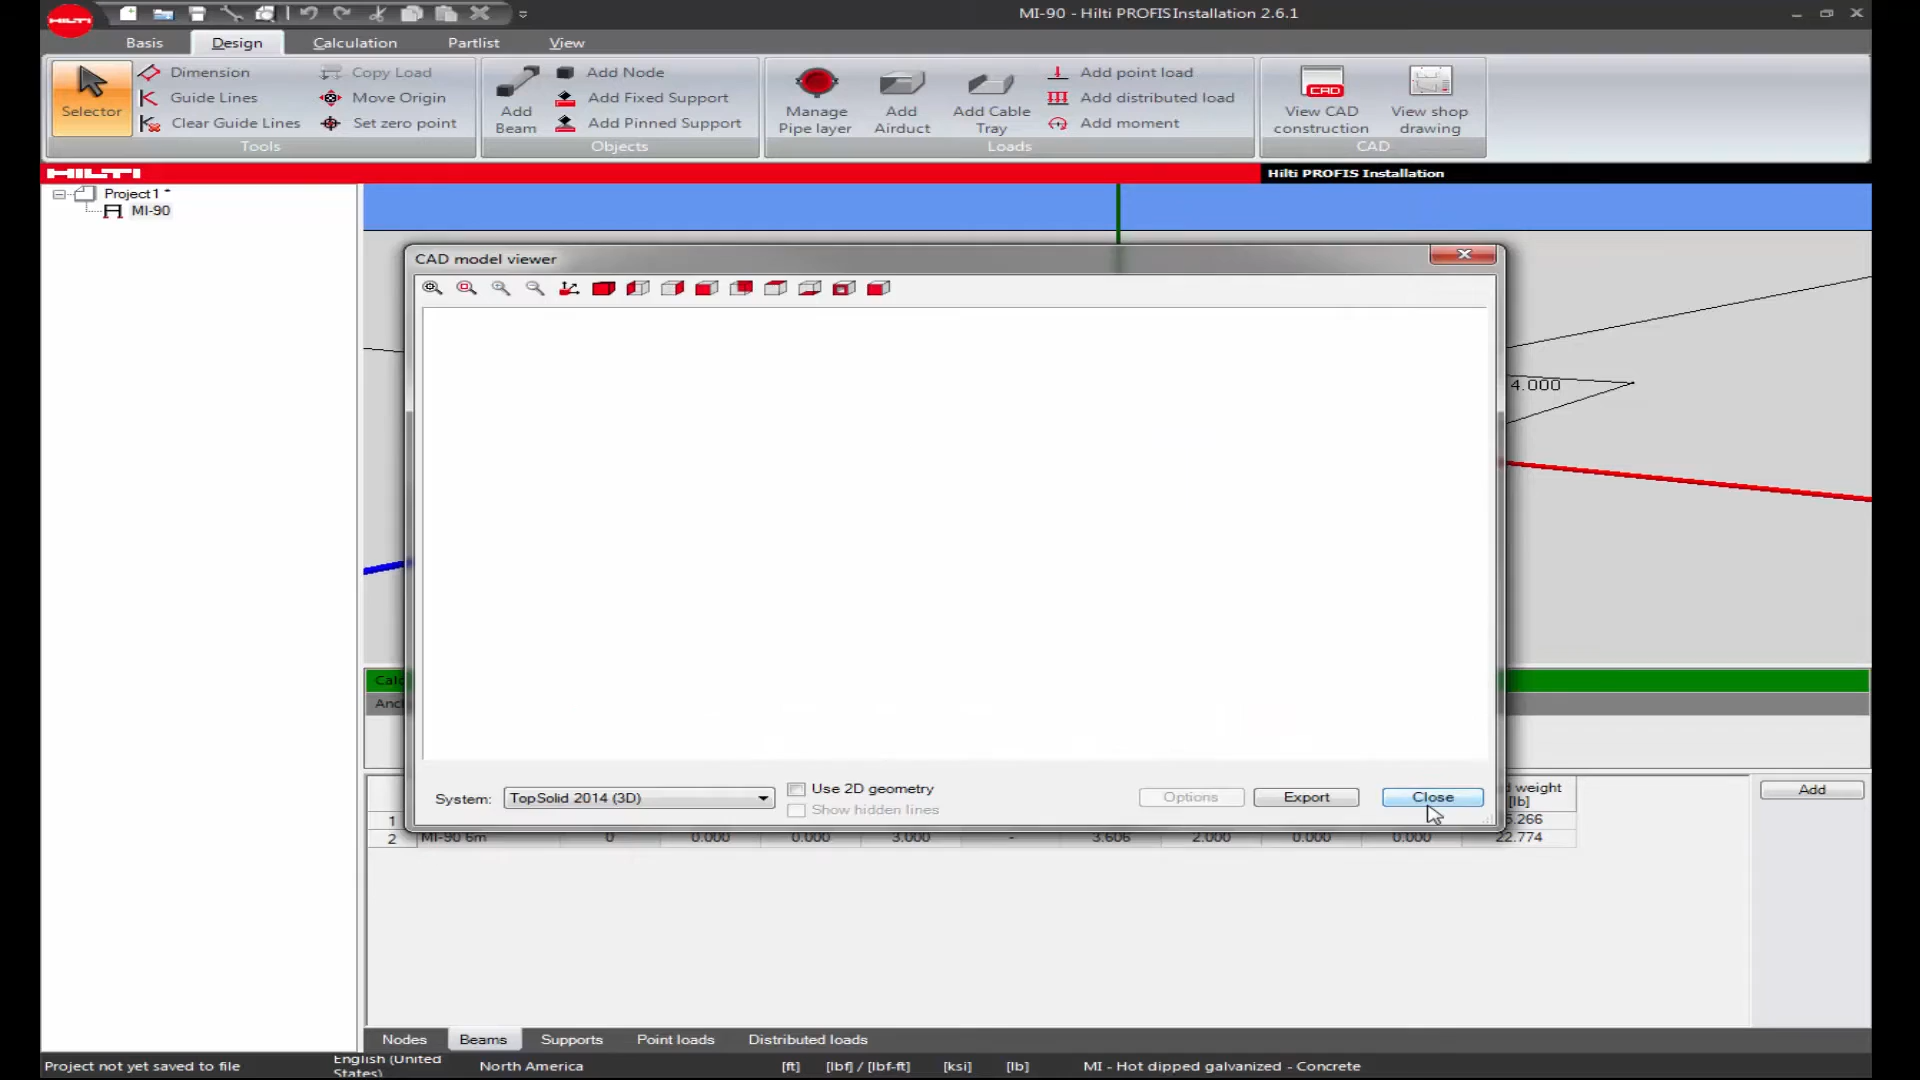 HILTI
MI-90 - Hilti PROFIS Installation 2.6.1
Basis Design Calculation Partlist View
Selector
Dimension
Guide Lines
Clear Guide Lines
Copy Load
Move Origin
Set zero point
Tools
Add Beam
Add Node
Add Fixed Support
Add Pinned Support
Objects
Manage Pipe layer
Add Airduct
Add Cable Tray
Add point load
Add distributed load
Add moment
Loads
View CAD construction
View shop drawing
CAD
HILTI
Hilti PROFIS Installation
Project1 *
MI-90
CAD model viewer
4.000
System: TopSolid 2014 (3D)
Use 2D geometry
Show hidden lines
Options Export Close
weight
[lb]
Add
1
2 MI-90 6m 0 0.000 0.000 3.000 - 3.606 2.000 0.000 0.000 22.774
Nodes Beams Supports Point loads Distributed loads
Project not yet saved to file English (United States) North America [ft] [lbf] / [lbf-ft] [ksi] [lb] MI - Hot dipped galvanized - Concrete